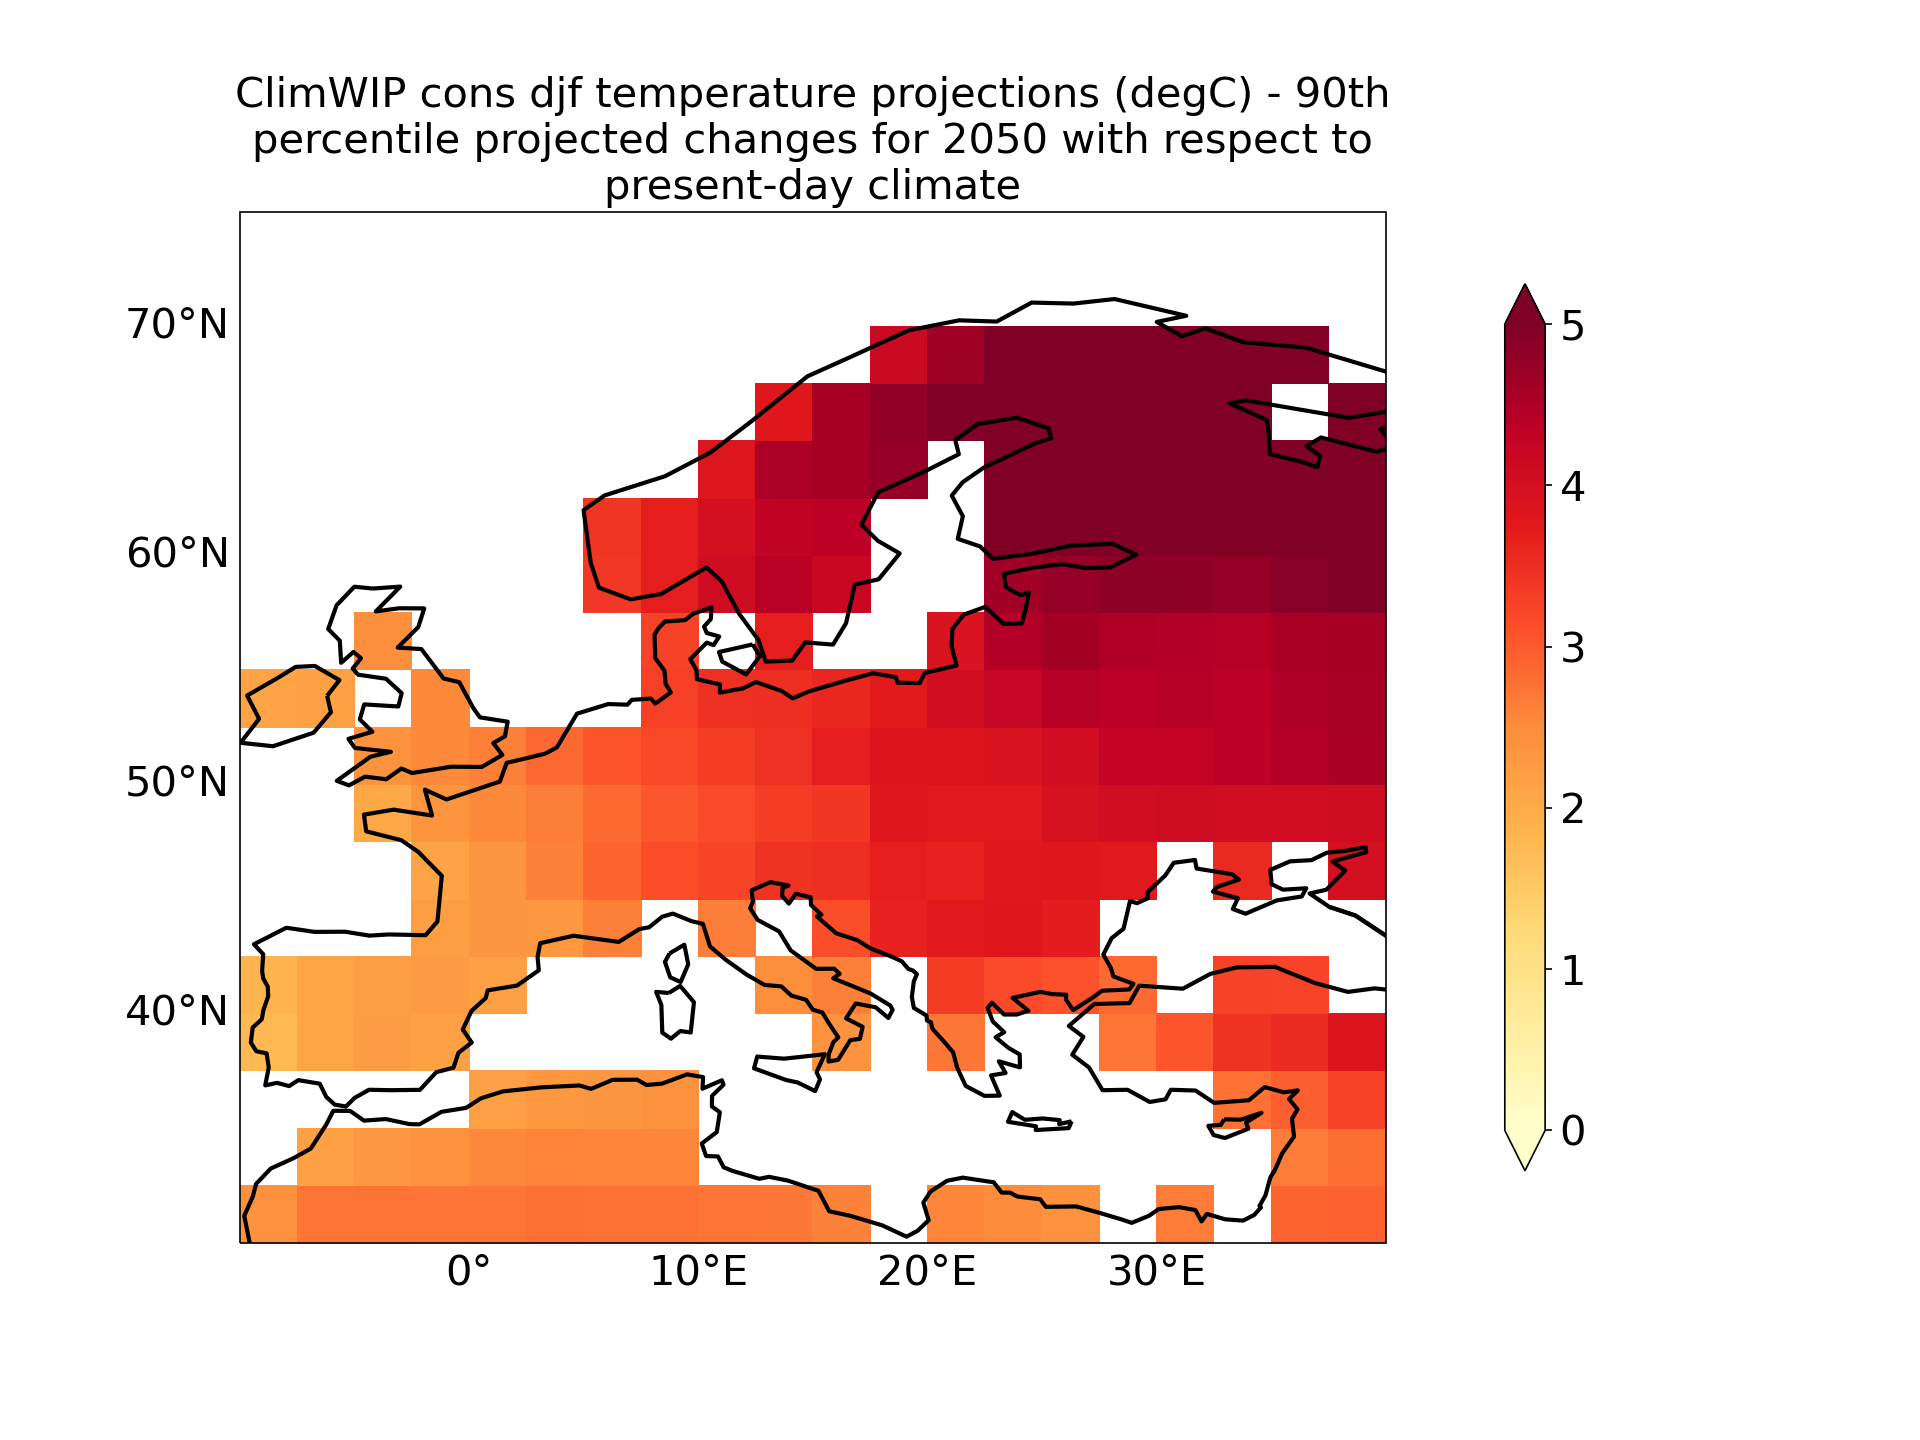 ClimWIP cons djf temperature projections (degC) - 90th
percentile projected changes for 2050 with respect to
present-day climate
70°N
60°N
50°N
40°N
0°
10°E
20°E
30°E
5
4
3
2
1
0